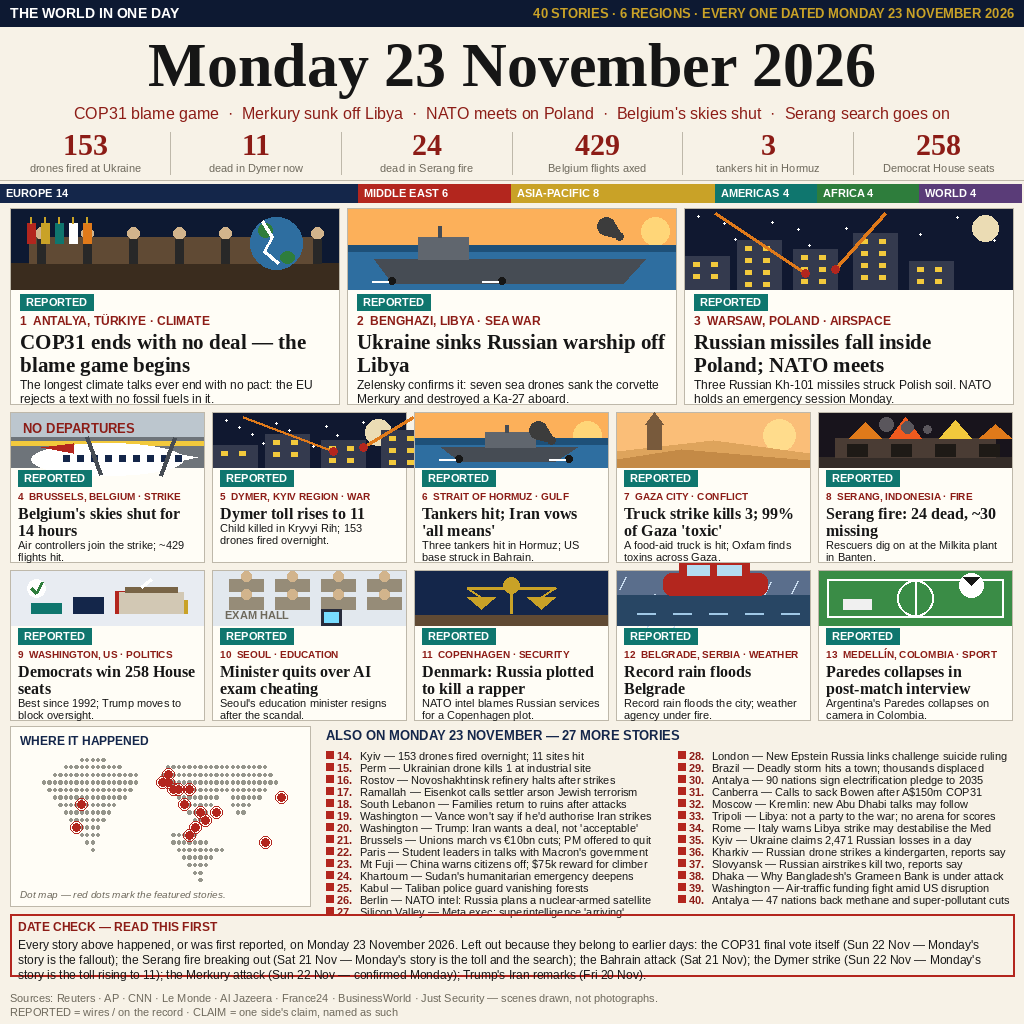 THE WORLD IN ONE DAY
40 STORIES · 6 REGIONS · EVERY ONE DATED MONDAY 23 NOVEMBER 2026
Monday 23 November 2026
COP31 blame game · Merkury sunk off Libya · NATO meets on Poland · Belgium's skies shut · Serang search goes on
153
drones fired at Ukraine
11
dead in Dymer now
24
dead in Serang fire
429
Belgium flights axed
3
tankers hit in Hormuz
258
Democrat House seats
EUROPE 14
MIDDLE EAST 6
ASIA-PACIFIC 8
AMERICAS 4
AFRICA 4
WORLD 4
REPORTED
1 ANTALYA, TÜRKIYE · CLIMATE
COP31 ends with no deal — the
blame game begins
The longest climate talks ever end with no pact: the EU
rejects a text with no fossil fuels in it.
REPORTED
2 BENGHAZI, LIBYA · SEA WAR
Ukraine sinks Russian warship off
Libya
Zelensky confirms it: seven sea drones sank the corvette
Merkury and destroyed a Ka-27 aboard.
REPORTED
3 WARSAW, POLAND · AIRSPACE
Russian missiles fall inside
Poland; NATO meets
Three Russian Kh-101 missiles struck Polish soil. NATO
holds an emergency session Monday.
NO DEPARTURES
REPORTED
4 BRUSSELS, BELGIUM · STRIKE
Belgium's skies shut for
14 hours
Air controllers join the strike; ~429
flights hit.
REPORTED
5 DYMER, KYIV REGION · WAR
Dymer toll rises to 11
Child killed in Kryvyi Rih; 153
drones fired overnight.
REPORTED
6 STRAIT OF HORMUZ · GULF
Tankers hit; Iran vows
'all means'
Three tankers hit in Hormuz; US
base struck in Bahrain.
REPORTED
7 GAZA CITY · CONFLICT
Truck strike kills 3; 99%
of Gaza 'toxic'
A food-aid truck is hit; Oxfam finds
toxins across Gaza.
REPORTED
8 SERANG, INDONESIA · FIRE
Serang fire: 24 dead, ~30
missing
Rescuers dig on at the Milkita plant
in Banten.
REPORTED
9 WASHINGTON, US · POLITICS
Democrats win 258 House
seats
Best since 1992; Trump moves to
block oversight.
EXAM HALL
REPORTED
10 SEOUL · EDUCATION
Minister quits over AI
exam cheating
Seoul's education minister resigns
after the scandal.
REPORTED
11 COPENHAGEN · SECURITY
Denmark: Russia plotted
to kill a rapper
NATO intel blames Russian services
for a Copenhagen plot.
REPORTED
12 BELGRADE, SERBIA · WEATHER
Record rain floods
Belgrade
Record rain floods the city; weather
agency under fire.
REPORTED
13 MEDELLÍN, COLOMBIA · SPORT
Paredes collapses in
post-match interview
Argentina's Paredes collapses on
camera in Colombia.
WHERE IT HAPPENED
Dot map — red dots mark the featured stories.
ALSO ON MONDAY 23 NOVEMBER — 27 MORE STORIES
14. Kyiv — 153 drones fired overnight; 11 sites hit
15. Perm — Ukrainian drone kills 1 at industrial site
16. Rostov — Novoshakhtinsk refinery halts after strikes
17. Ramallah — Eisenkot calls settler arson Jewish terrorism
18. South Lebanon — Families return to ruins after attacks
19. Washington — Vance won't say if he'd authorise Iran strikes
20. Washington — Trump: Iran wants a deal, not 'acceptable'
21. Brussels — Unions march vs €10bn cuts; PM offered to quit
22. Paris — Student leaders in talks with Macron's government
23. Mt Fuji — China warns citizens off; $75k reward for climber
24. Khartoum — Sudan's humanitarian emergency deepens
25. Kabul — Taliban police guard vanishing forests
26. Berlin — NATO intel: Russia plans a nuclear-armed satellite
27. Silicon Valley — Meta exec: superintelligence 'arriving'
28. London — New Epstein Russia links challenge suicide ruling
29. Brazil — Deadly storm hits a town; thousands displaced
30. Antalya — 90 nations sign electrification pledge to 2035
31. Canberra — Calls to sack Bowen after A$150m COP31
32. Moscow — Kremlin: new Abu Dhabi talks may follow
33. Tripoli — Libya: not a party to the war; no arena for scores
34. Rome — Italy warns Libya strike may destabilise the Med
35. Kyiv — Ukraine claims 2,471 Russian losses in a day
36. Kharkiv — Russian drone strikes a kindergarten, reports say
37. Slovyansk — Russian airstrikes kill two, reports say
38. Dhaka — Why Bangladesh's Grameen Bank is under attack
39. Washington — Air-traffic funding fight amid US disruption
40. Antalya — 47 nations back methane and super-pollutant cuts
DATE CHECK — READ THIS FIRST
Every story above happened, or was first reported, on Monday 23 November 2026. Left out because they belong to earlier days: the COP31 final vote itself (Sun 22 Nov — Monday's
story is the fallout); the Serang fire breaking out (Sat 21 Nov — Monday's story is the toll and the search); the Bahrain attack (Sat 21 Nov); the Dymer strike (Sun 22 Nov — Monday's
story is the toll rising to 11); the Merkury attack (Sun 22 Nov — confirmed Monday); Trump's Iran remarks (Fri 20 Nov).
Sources: Reuters · AP · CNN · Le Monde · Al Jazeera · France24 · BusinessWorld · Just Security — scenes drawn, not photographs.
REPORTED = wires / on the record · CLAIM = one side's claim, named as such